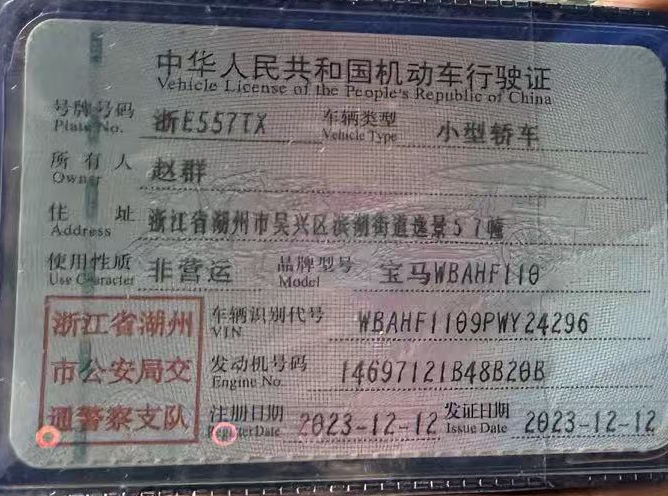 中华人民共和国机动车行驶证
Vehicle License of the People's Republic of China
号牌号码 浙E557TX 车辆类型 小型轿车
Plate No. Vehicle Type
所有人 赵群
Owner
住址 浙江省湖州市吴兴区滨湖街道逸景57幢
Address
使用性质 非营运 品牌型号 宝马WBAHF110
Use Character Model
浙江省湖州
市公安局交
通警察支队
车辆识别代号 WBAHF1109PWY24296
VIN
发动机号码 14697121B48B20B
Engine No.
注册日期 2023-12-12 发证日期 2023-12-12
Register Date Issue Date